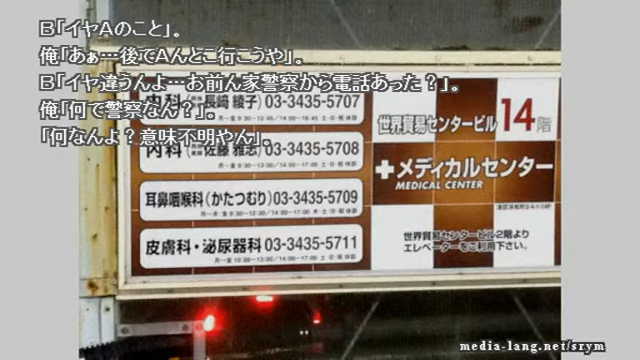 B「イヤAのこと」。
俺「あぁ…後でAんとこ行こうや」。
B「イヤ違うんよ…お前ん家警察から電話あった？」。
俺「何で警察なん？」。
「何なんよ？意味不明やん」。
内科 長崎 綾子) 03-3435-5707
内科 佐藤 雅志) 03-3435-5708
耳鼻咽喉科(かたつむり) 03-3435-5709
皮膚科・泌尿器科 03-3435-5711
世界貿易センタービル 14階
メディカルセンター
MEDICAL CENTER
世界貿易センタービル2階より
エレベーターをご利用下さい。
media-lang.net/srym